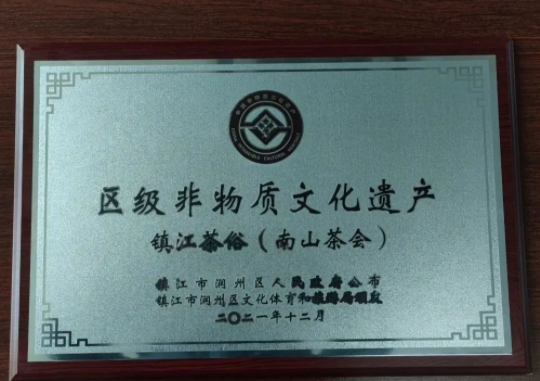 区级非物质文化遗产
镇江茶俗（南山茶会）
镇江市润州区人民政府公布
镇江市润州区文化体育和旅游局颁发
二〇二一年十二月